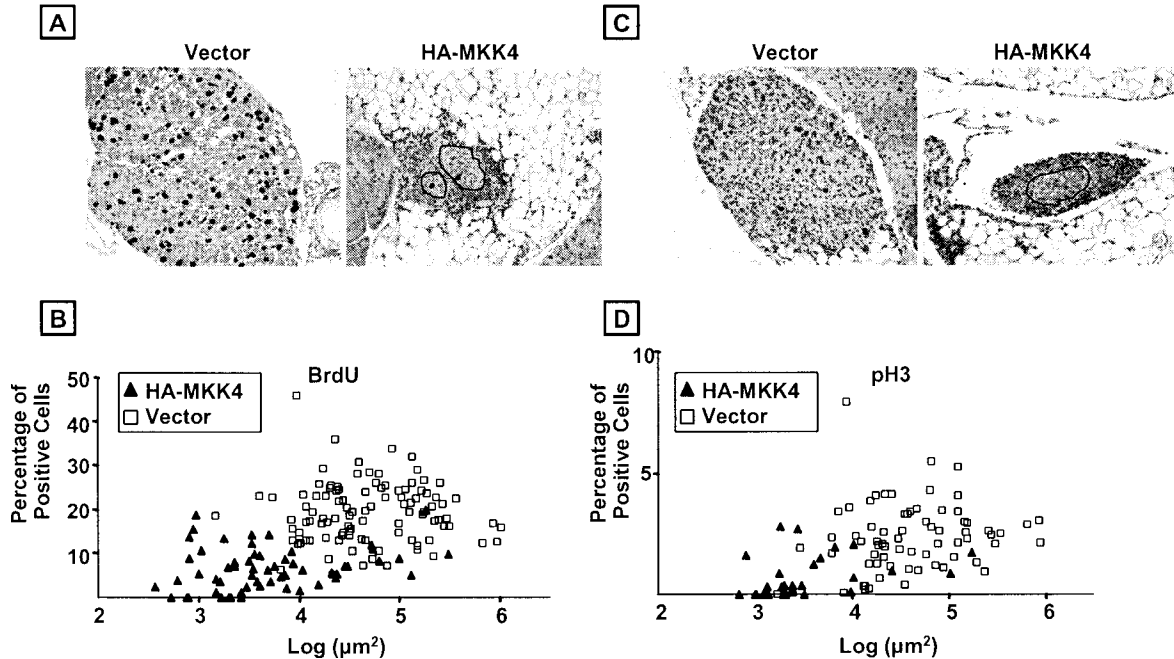 A
Vector
HA-MKK4
C
Vector
HA-MKK4
B
BrdU
HA-MKK4
Vector
Percentage of
Positive Cells
50
40
30
20
10
2
3
4
5
6
Log (µm²)
D
pH3
HA-MKK4
Vector
Percentage of
Positive Cells
10
5
2
3
4
5
6
Log (µm²)